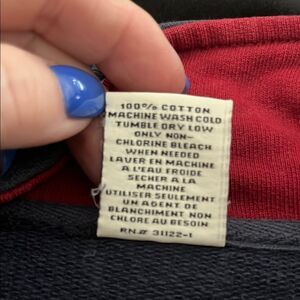 100% COTTON
MACHINE WASH COLD
TUMBLE DRY LOW
ONLY NON-
CHLORINE BLEACH
WHEN NEEDED
LAVER EN MACHINE
A L'EAU FROIDE
SECHER A LA
MACHINE
UTILISER SEULEMENT
UN AGENT DE
BLANCHIMENT NON
CHLORE AU BESOIN
RN# 31122-1